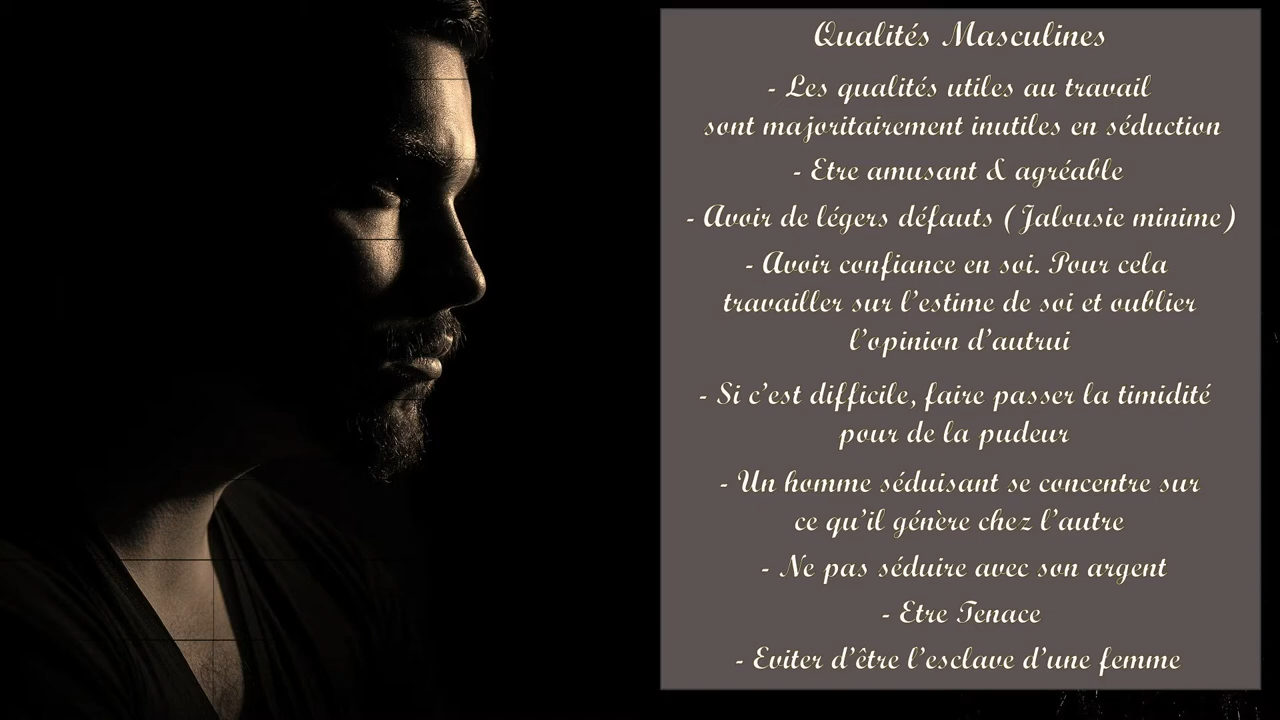 Qualités Masculines
- Les qualités utiles au travail
sont majoritairement inutiles en séduction
- Etre amusant & agréable
- Avoir de légers défauts (Jalousie minime)
- Avoir confiance en soi. Pour cela
travailler sur l'estime de soi et oublier
l'opinion d'autrui
- Si c'est difficile, faire passer la timidité
pour de la pudeur
- Un homme séduisant se concentre sur
ce qu'il génère chez l'autre
- Ne pas séduire avec son argent
- Etre Tenace
- Eviter d'être l'esclave d'une femme